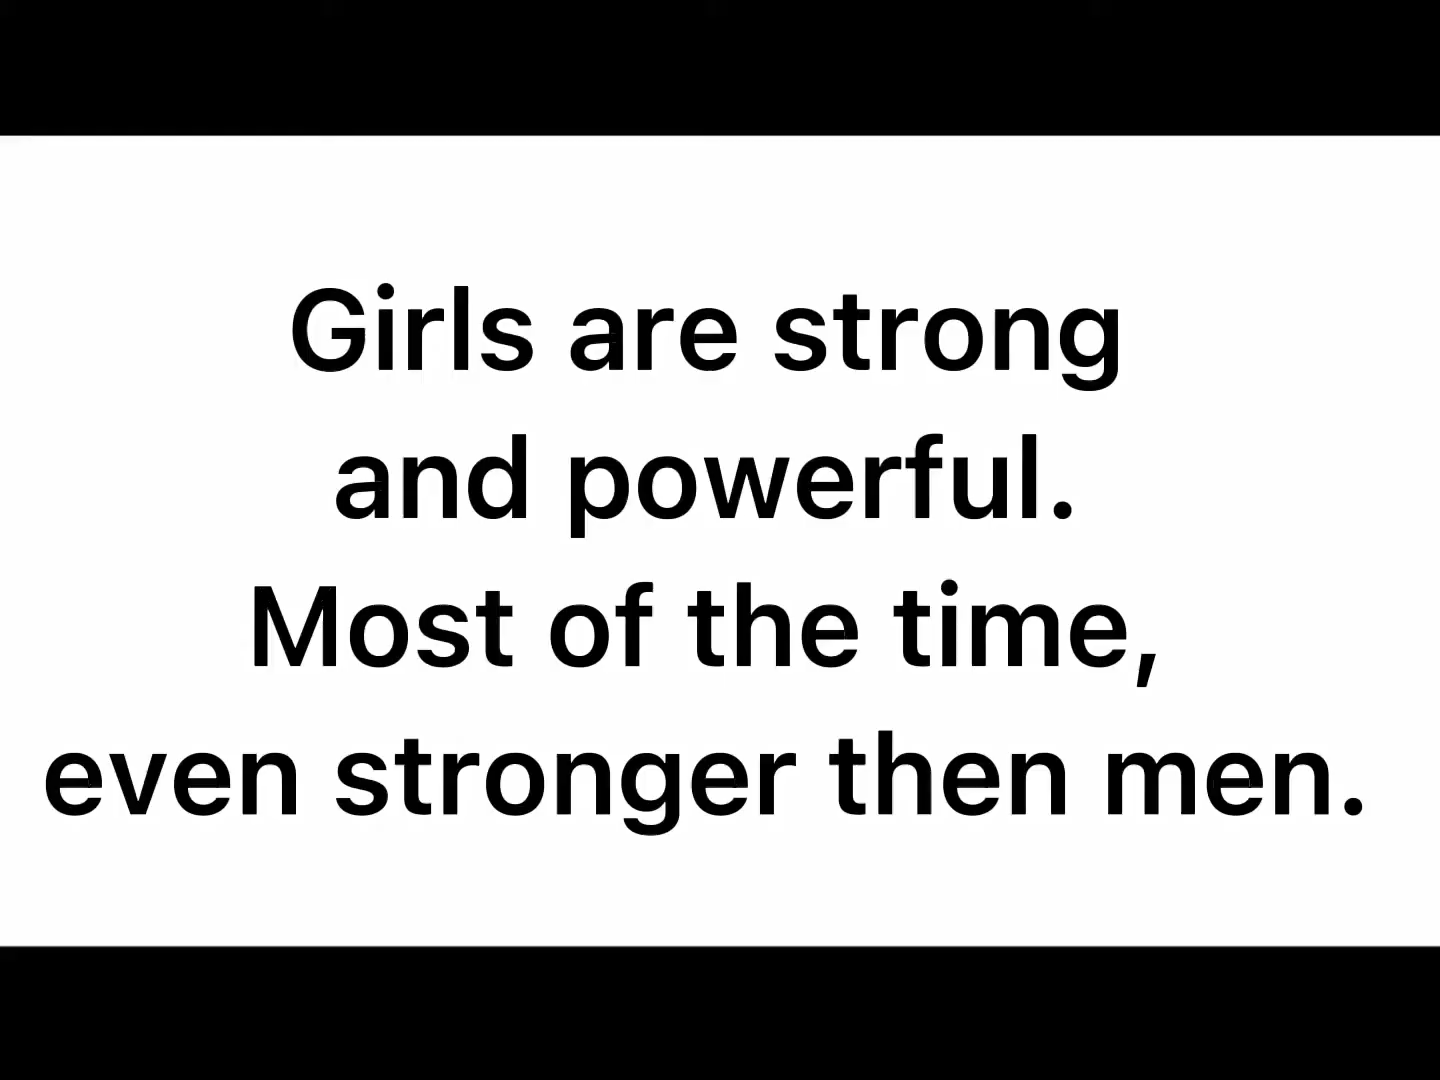 Girls are strong
and powerful.
Most of the time,
even stronger then men.